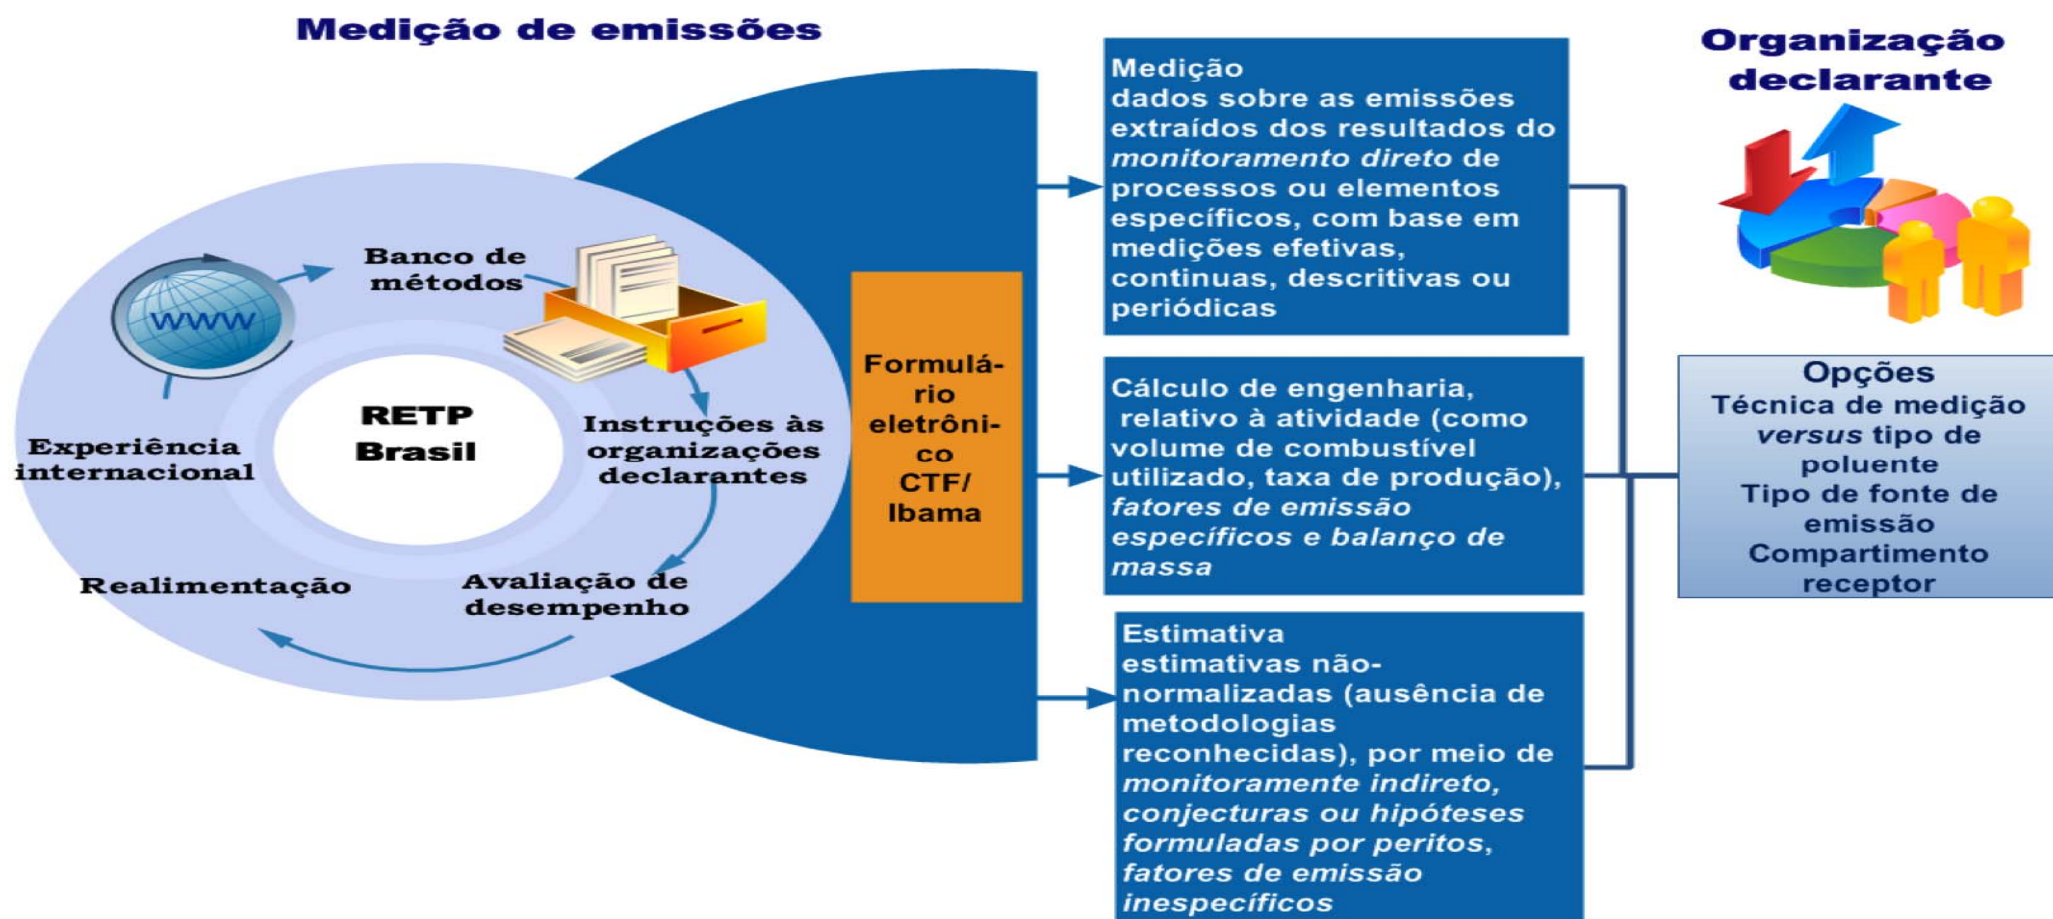 Medição de emissões
Organização
declarante
Experiência
internacional
WWW
Banco de
métodos
Instruções às
organizações
declarantes
Avaliação de
desempenho
Realimentação
RETP
Brasil
Formulá-
rio
eletrôni-
co
CTF/
Ibama
Medição
dados sobre as emissões
extraídos dos resultados do
monitoramento direto de
processos ou elementos
específicos, com base em
medições efetivas,
continuas, descritivas ou
periódicas
Cálculo de engenharia,
relativo à atividade (como
volume de combustível
utilizado, taxa de produção),
fatores de emissão
específicos e balanço de
massa
Estimativa
estimativas não-
normalizadas (ausência de
metodologias
reconhecidas), por meio de
monitoramente indireto,
conjecturas ou hipóteses
formuladas por peritos,
fatores de emissão
inespecíficos
Opções
Técnica de medição
versus tipo de
poluente
Tipo de fonte de
emissão
Compartimento
receptor